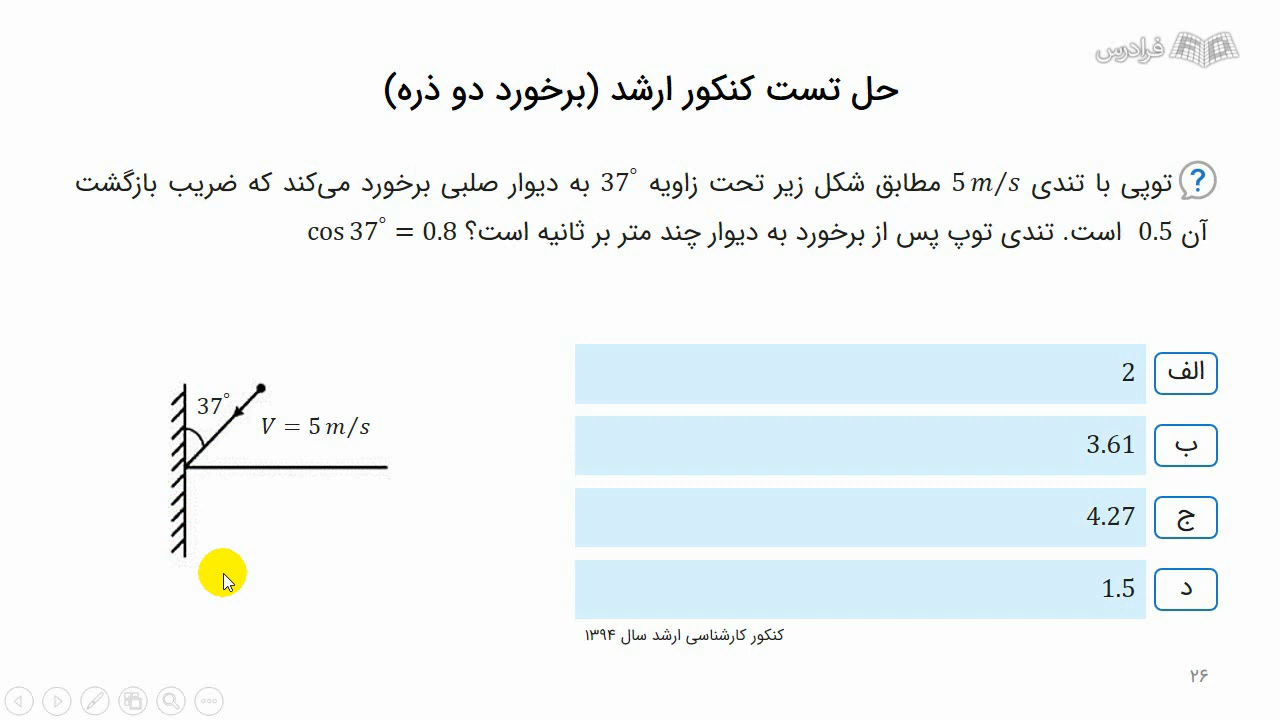 فرادرس
حل تست کنکور ارشد (برخورد دو ذره)
توپی با تندی 5 m/s مطابق شکل زیر تحت زاویه 37° به دیوار صلبی برخورد می‌کند که ضریب بازگشت
آن 0.5 است. تندی توپ پس از برخورد به دیوار چند متر بر ثانیه است؟ cos 37° = 0.8
الف 2
ب 3.61
ج 4.27
د 1.5
37°
V = 5 m/s
کنکور کارشناسی ارشد سال ۱۳۹۴
۲۶